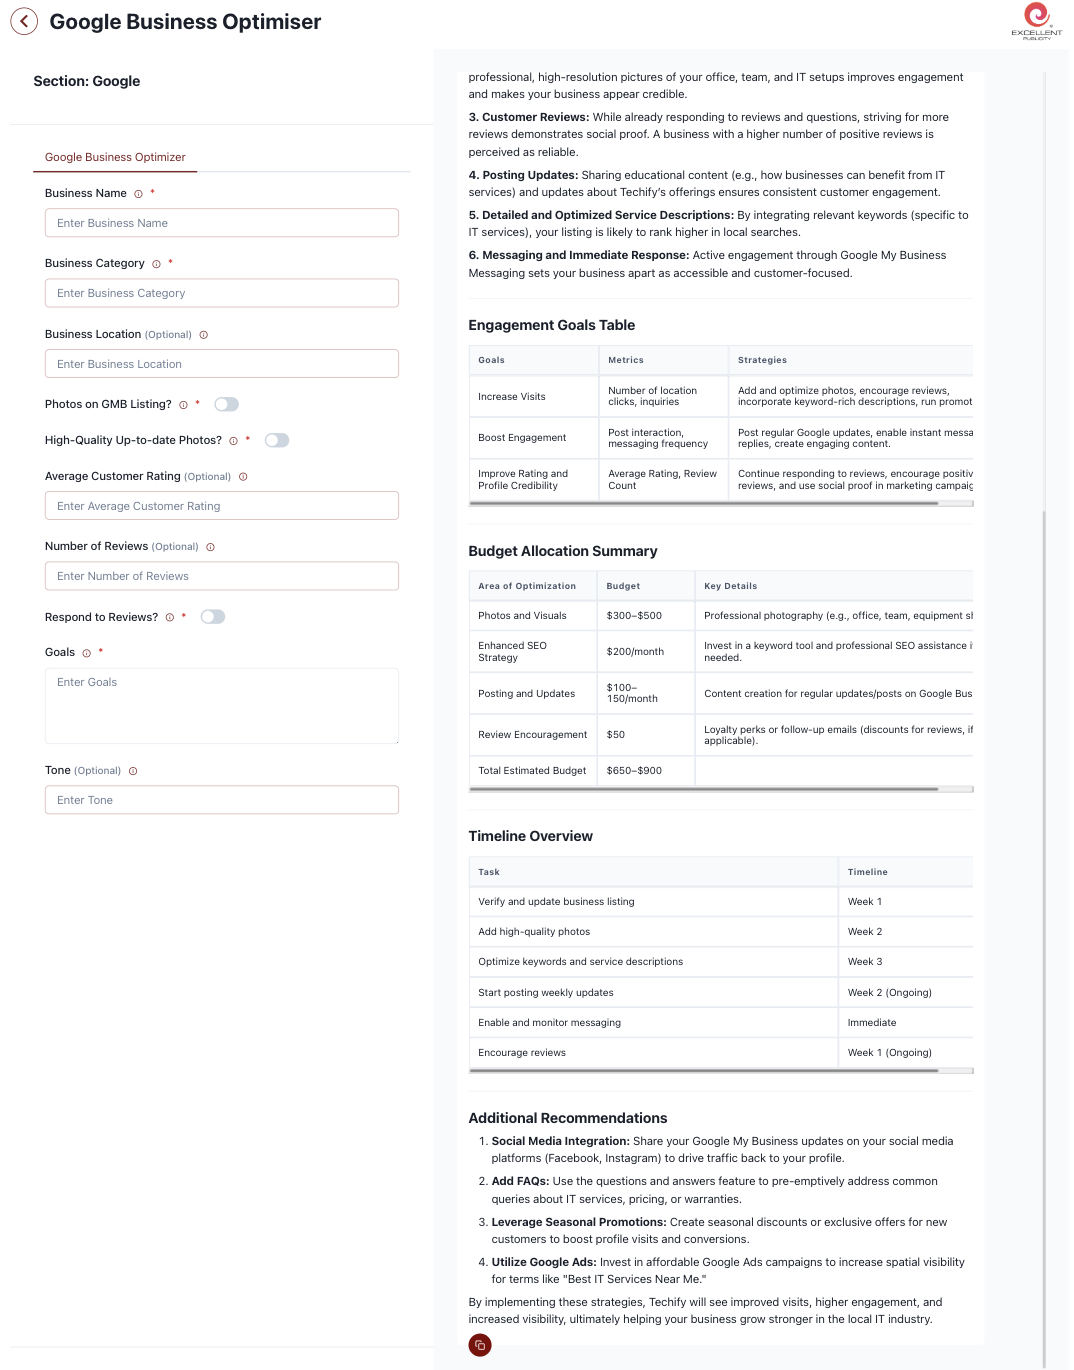 Google Business Optimiser
EXCELLENT
PUBLICITY
Section: Google
Google Business Optimizer
Business Name *
Enter Business Name
Business Category *
Enter Business Category
Business Location (Optional)
Enter Business Location
Photos on GMB Listing? *
High-Quality Up-to-date Photos? *
Average Customer Rating (Optional)
Enter Average Customer Rating
Number of Reviews (Optional)
Enter Number of Reviews
Respond to Reviews? *
Goals *
Enter Goals
Tone (Optional)
Enter Tone
professional, high-resolution pictures of your office, team, and IT setups improves engagement
and makes your business appear credible.
3. Customer Reviews: While already responding to reviews and questions, striving for more
reviews demonstrates social proof. A business with a higher number of positive reviews is
perceived as reliable.
4. Posting Updates: Sharing educational content (e.g., how businesses can benefit from IT
services) and updates about Techify's offerings ensures consistent customer engagement.
5. Detailed and Optimized Service Descriptions: By integrating relevant keywords (specific to
IT services), your listing is likely to rank higher in local searches.
6. Messaging and Immediate Response: Active engagement through Google My Business
Messaging sets your business apart as accessible and customer-focused.
Engagement Goals Table
Goals Metrics Strategies
Increase Visits
Number of location
clicks, inquiries
Add and optimize photos, encourage reviews,
incorporate keyword-rich descriptions, run promot
Boost Engagement
Post interaction,
messaging frequency
Post regular Google updates, enable instant messa
replies, create engaging content.
Improve Rating and
Profile Credibility
Average Rating, Review
Count
Continue responding to reviews, encourage positiv
reviews, and use social proof in marketing campaig
Budget Allocation Summary
Area of Optimization Budget Key Details
Photos and Visuals $300–$500 Professional photography (e.g., office, team, equipment sh
Enhanced SEO
Strategy
$200/month
Invest in a keyword tool and professional SEO assistance i
needed.
Posting and Updates
$100–
150/month
Content creation for regular updates/posts on Google Bus
Review Encouragement
$50
Loyalty perks or follow-up emails (discounts for reviews, if
applicable).
Total Estimated Budget $650–$900
Timeline Overview
Task Timeline
Verify and update business listing Week 1
Add high-quality photos Week 2
Optimize keywords and service descriptions Week 3
Start posting weekly updates Week 2 (Ongoing)
Enable and monitor messaging Immediate
Encourage reviews Week 1 (Ongoing)
Additional Recommendations
1. Social Media Integration: Share your Google My Business updates on your social media
platforms (Facebook, Instagram) to drive traffic back to your profile.
2. Add FAQs: Use the questions and answers feature to pre-emptively address common
queries about IT services, pricing, or warranties.
3. Leverage Seasonal Promotions: Create seasonal discounts or exclusive offers for new
customers to boost profile visits and conversions.
4. Utilize Google Ads: Invest in affordable Google Ads campaigns to increase spatial visibility
for terms like "Best IT Services Near Me."
By implementing these strategies, Techify will see improved visits, higher engagement, and
increased visibility, ultimately helping your business grow stronger in the local IT industry.